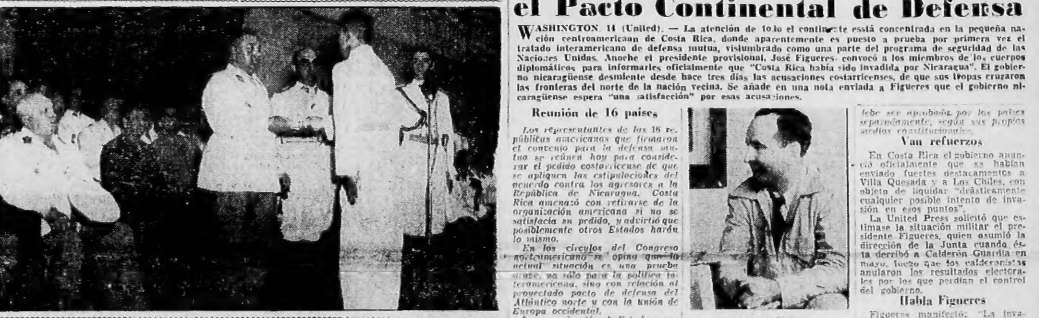 el Pacto Continental de Defensa
WASHINGTON 14 (United). — La atención de todo el continente está concentrada en la pequeña na-
ción centroamericana de Costa Rica, donde aparentemente es puesto a prueba por primera vez el
tratado interamericano de defensa mutua, vislumbrado como una parte del programa de seguridad de las
Naciones Unidas. Anoche el presidente provisional, José Figueres, convocó a los miembros de los cuerpos
diplomáticos para informarles oficialmente que "Costa Rica había sido invadida por Nicaragua". El gobier-
no nicaragüense desmiente desde hace tres días las acusaciones costarricenses, de que sus tropas cruzaron
las fronteras del norte de la nación vecina. Se añade en una nota enviada a Figueres que el gobierno ni-
caragüense espera "una satisfacción" por esas acusaciones.
Reunión de 16 países
Los representantes de las 16 re-
públicas americanas que firmaron
el convenio para la defensa mu-
tua se reúnen hoy para conside-
rar el pedido costarricense de que
se apliquen las estipulaciones del
acuerdo contra los agresores a la
República de Nicaragua. Costa
Rica amenazó con retirarse de la
organización americana si no se
satisfacía su pedido, y advirtió que
posiblemente otros Estados harán
lo mismo.
En los círculos del Congreso
norteamericano se opina que la
actual situación es una prueba
no sólo para la política in-
teramericana, sino con relación al
proyectado pacto de defensa del
Atlántico norte y con la unión de
Europa occidental.
debe ser aprobada por los países
separadamente, según sus propios
medios constitucionales.
Van refuerzos
En Costa Rica el gobierno anun-
ció oficialmente que se habían
enviado fuertes destacamentos a
Villa Quesada y a Los Chiles, con
objeto de liquidar "drásticamente
cualquier posible intento de inva-
sión en esos puntos".
La United Press solicitó que es-
timase la situación militar el pre-
sidente Figueres, quien asumió la
dirección de la Junta cuando és-
ta derribó a Calderón Guardia en
mayo, luego que los calderonistas
anularon los resultados electora-
les por los que perdían el control
del gobierno.
Habla Figueres
Figueres manifestó: "La inva-